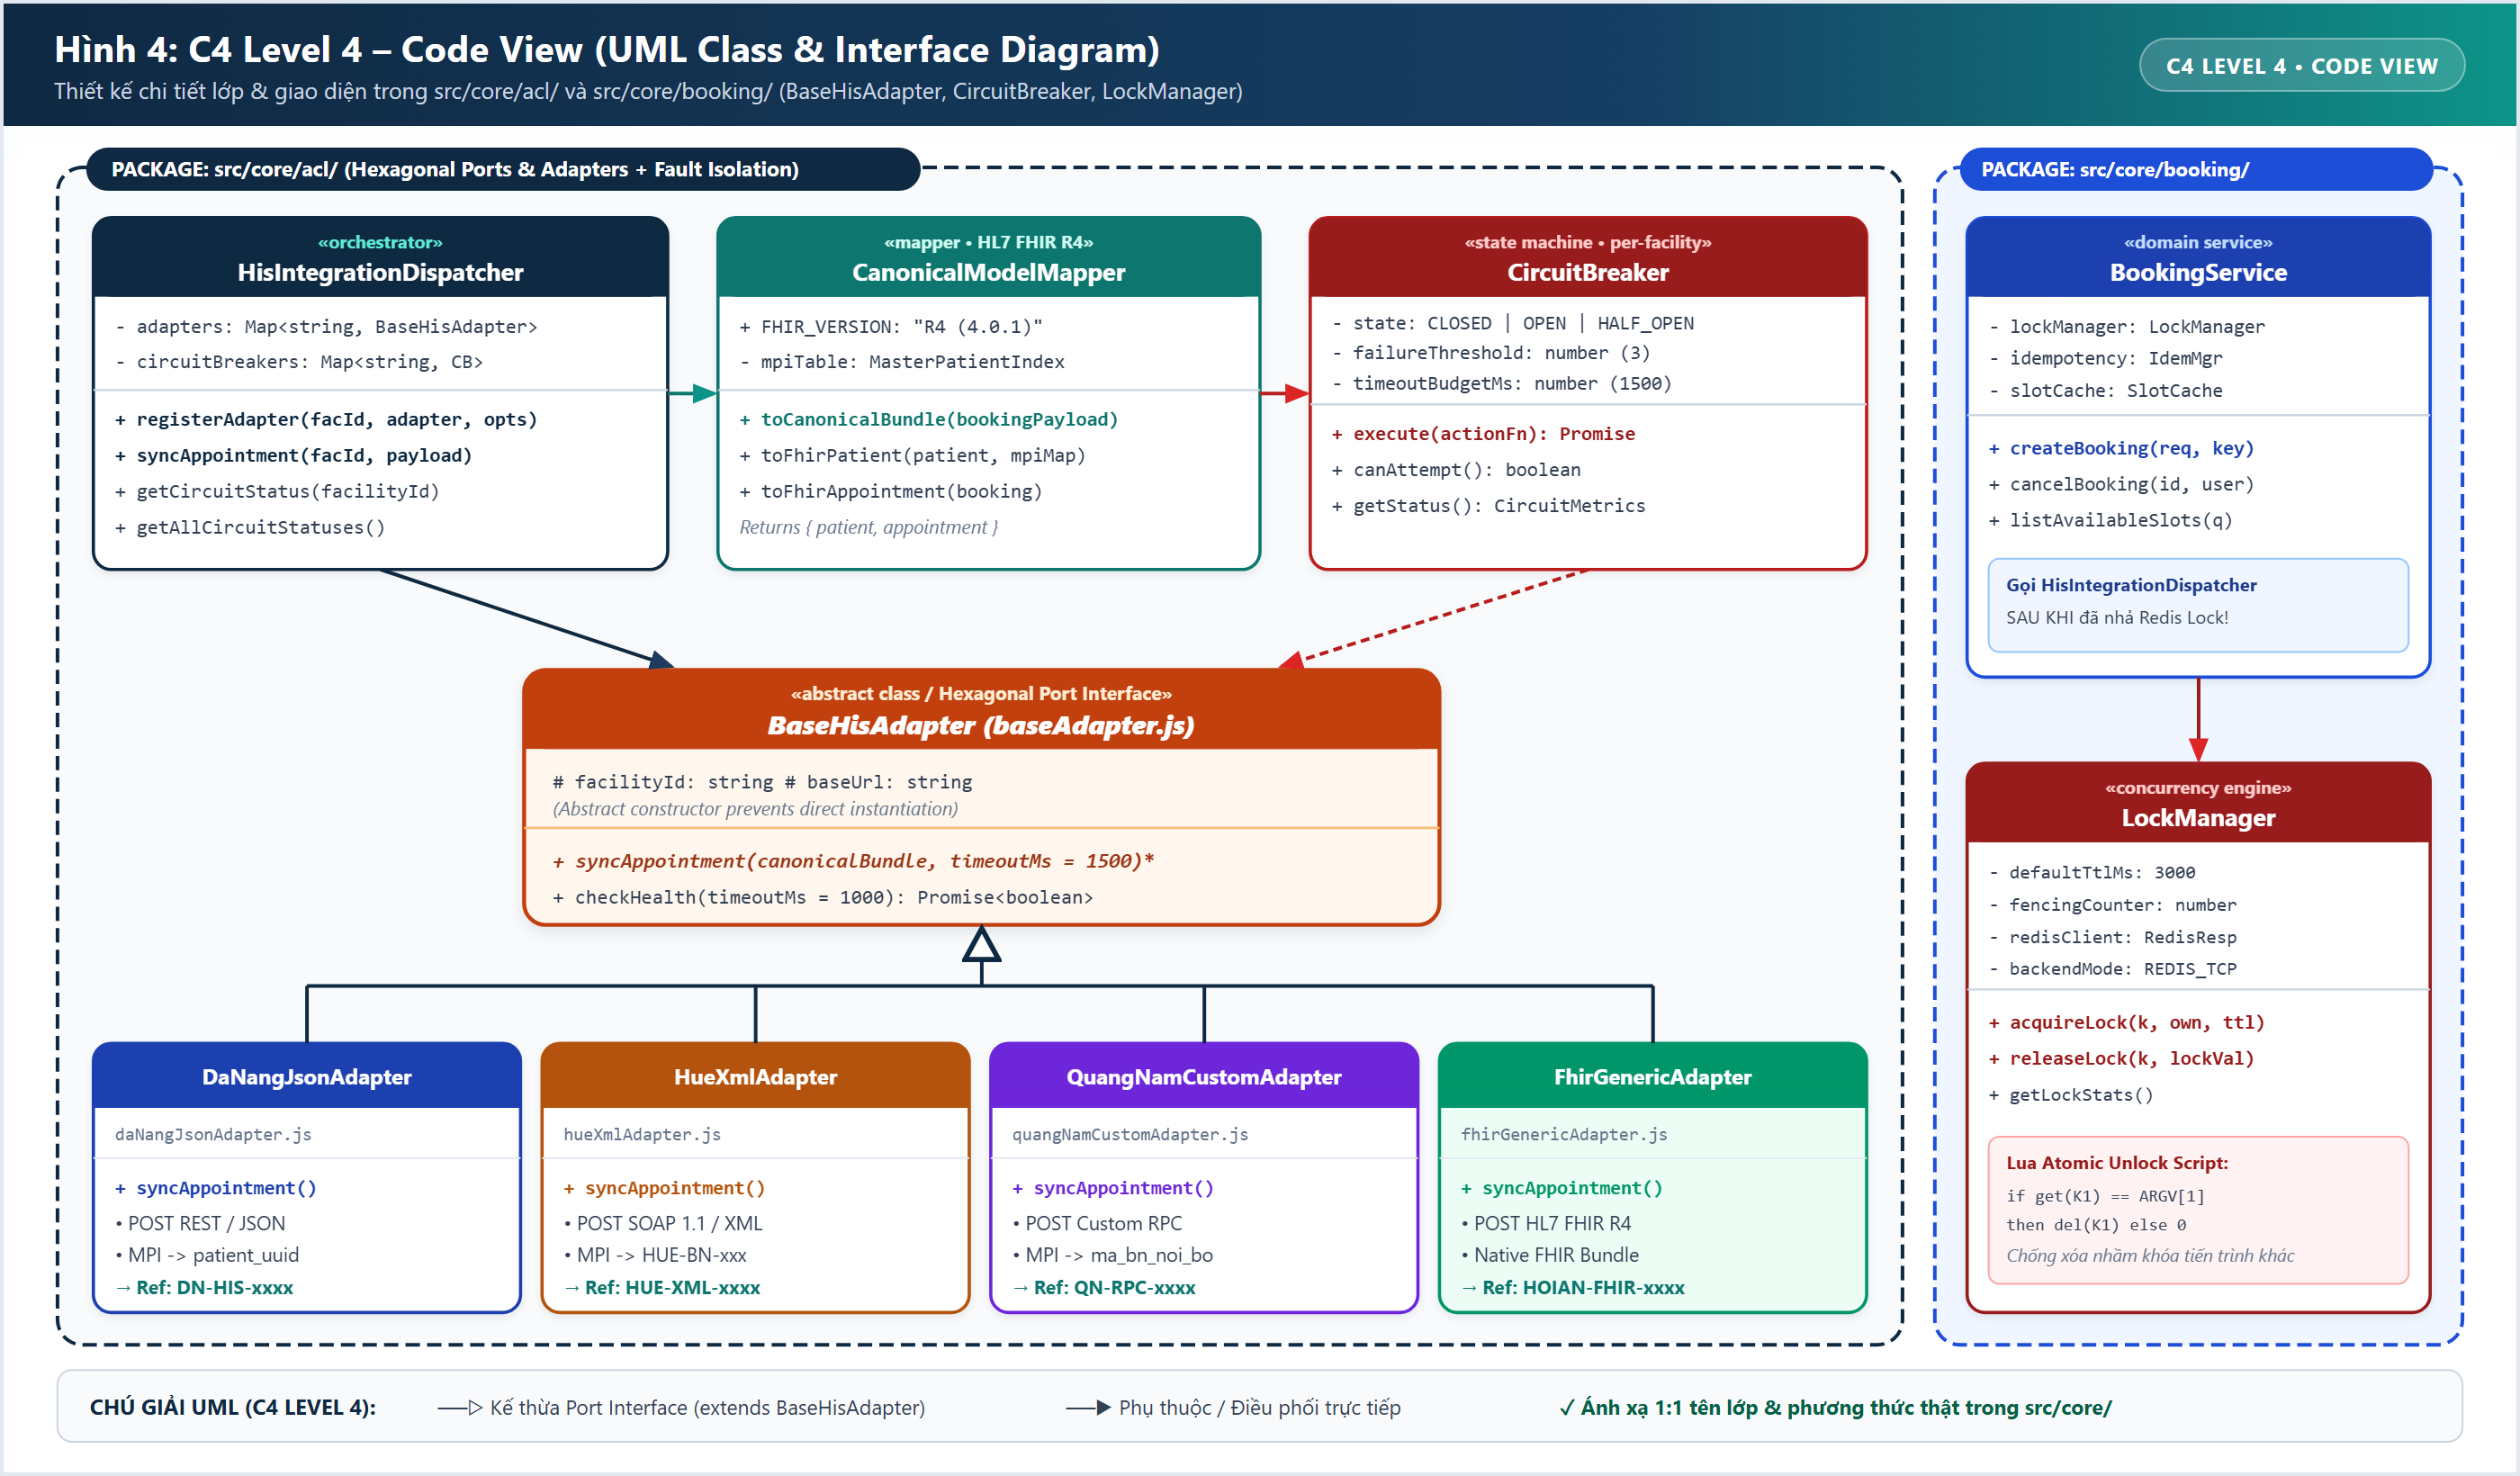 Hình 4: C4 Level 4 – Code View (UML Class & Interface Diagram)
Thiết kế chi tiết lớp & giao diện trong src/core/acl/ và src/core/booking/ (BaseHisAdapter, CircuitBreaker, LockManager)
C4 LEVEL 4 • CODE VIEW
PACKAGE: src/core/acl/ (Hexagonal Ports & Adapters + Fault Isolation)
«orchestrator»
HisIntegrationDispatcher
- adapters: Map<string, BaseHisAdapter>
- circuitBreakers: Map<string, CB>
+ registerAdapter(facId, adapter, opts)
+ syncAppointment(facId, payload)
+ getCircuitStatus(facilityId)
+ getAllCircuitStatuses()
«mapper • HL7 FHIR R4»
CanonicalModelMapper
+ FHIR_VERSION: "R4 (4.0.1)"
- mpiTable: MasterPatientIndex
+ toCanonicalBundle(bookingPayload)
+ toFhirPatient(patient, mpiMap)
+ toFhirAppointment(booking)
Returns { patient, appointment }
«state machine • per-facility»
CircuitBreaker
- state: CLOSED | OPEN | HALF_OPEN
- failureThreshold: number (3)
- timeoutBudgetMs: number (1500)
+ execute(actionFn): Promise
+ canAttempt(): boolean
+ getStatus(): CircuitMetrics
«abstract class / Hexagonal Port Interface»
BaseHisAdapter (baseAdapter.js)
# facilityId: string # baseUrl: string
(Abstract constructor prevents direct instantiation)
+ syncAppointment(canonicalBundle, timeoutMs = 1500)*
+ checkHealth(timeoutMs = 1000): Promise<boolean>
DaNangJsonAdapter
daNangJsonAdapter.js
+ syncAppointment()
• POST REST / JSON
• MPI -> patient_uuid
→ Ref: DN-HIS-xxxx
HueXmlAdapter
hueXmlAdapter.js
+ syncAppointment()
• POST SOAP 1.1 / XML
• MPI -> HUE-BN-xxx
→ Ref: HUE-XML-xxxx
QuangNamCustomAdapter
quangNamCustomAdapter.js
+ syncAppointment()
• POST Custom RPC
• MPI -> ma_bn_noi_bo
→ Ref: QN-RPC-xxxx
FhirGenericAdapter
fhirGenericAdapter.js
+ syncAppointment()
• POST HL7 FHIR R4
• Native FHIR Bundle
→ Ref: HOIAN-FHIR-xxxx
PACKAGE: src/core/booking/
«domain service»
BookingService
- lockManager: LockManager
- idempotency: IdemMgr
- slotCache: SlotCache
+ createBooking(req, key)
+ cancelBooking(id, user)
+ listAvailableSlots(q)
Gọi HisIntegrationDispatcher
SAU KHI đã nhả Redis Lock!
«concurrency engine»
LockManager
- defaultTtlMs: 3000
- fencingCounter: number
- redisClient: RedisResp
- backendMode: REDIS_TCP
+ acquireLock(k, own, ttl)
+ releaseLock(k, lockVal)
+ getLockStats()
Lua Atomic Unlock Script:
if get(K1) == ARGV[1]
then del(K1) else 0
Chống xóa nhầm khóa tiến trình khác
CHÚ GIẢI UML (C4 LEVEL 4):
──▷ Kế thừa Port Interface (extends BaseHisAdapter)
──▶ Phụ thuộc / Điều phối trực tiếp
✓ Ánh xạ 1:1 tên lớp & phương thức thật trong src/core/